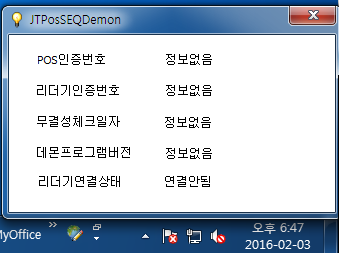 JTPosSEQDemon
POS인증번호 정보없음
리더기인증번호 정보없음
무결성체크일자 정보없음
데몬프로그램버전 정보없음
리더기연결상태 연결안됨
MyOffice
오후 6:47
2016-02-03